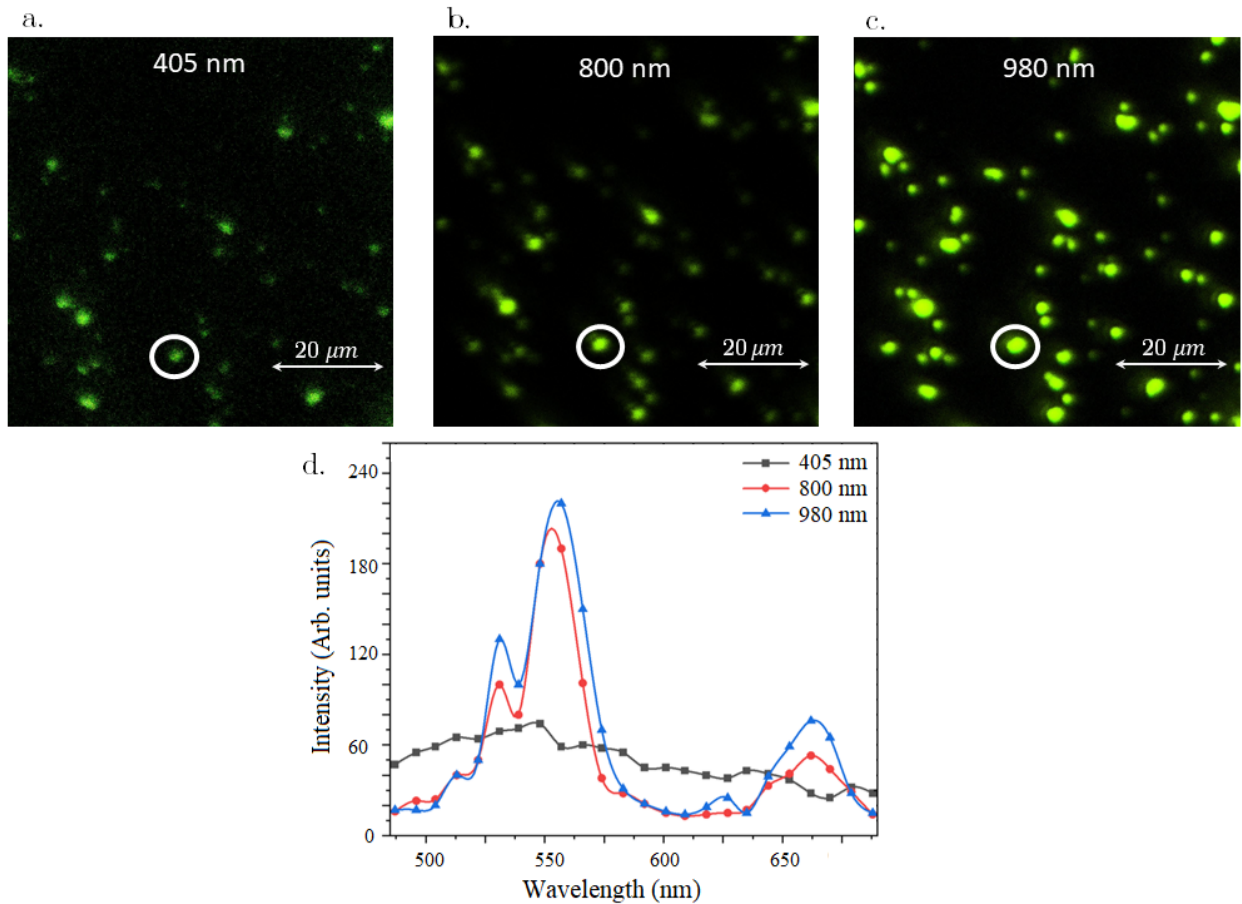 a.
b.
c.
405 nm
800 nm
980 nm
20 μm
20 μm
20 μm
d.
405 nm
800 nm
980 nm
240
180
120
60
0
Intensity (Arb. units)
500
550
600
650
Wavelength (nm)